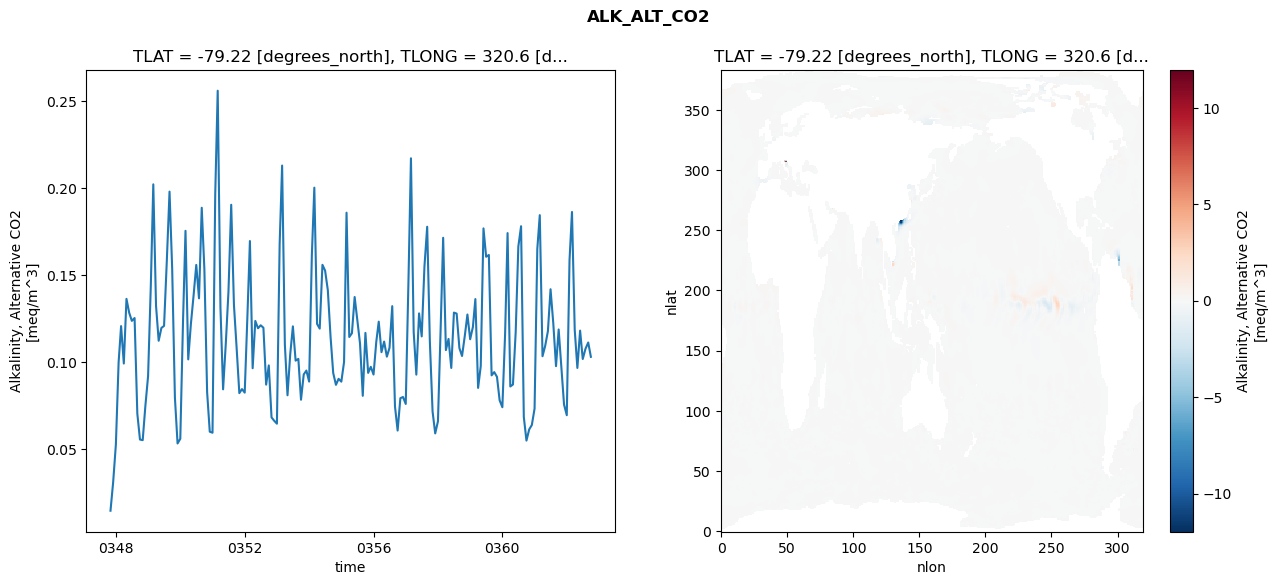 ALK_ALT_CO2
TLAT = -79.22 [degrees_north], TLONG = 320.6 [d...
Alkalinity, Alternative CO2
[meq/m^3]
0.25
0.20
0.15
0.10
0.05
0348
0352
0356
0360
time
TLAT = -79.22 [degrees_north], TLONG = 320.6 [d...
nlat
350
300
250
200
150
100
50
0
0
50
100
150
200
250
300
nlon
10
5
0
−5
−10
Alkalinity, Alternative CO2
[meq/m^3]